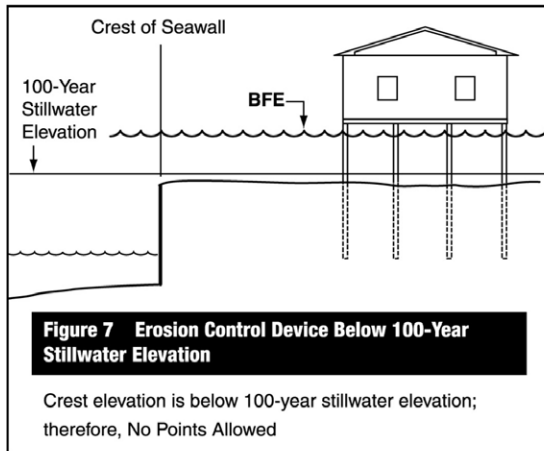 Crest of Seawall
100-Year
Stillwater
Elevation
BFE
Figure 7 Erosion Control Device Below 100-Year
Stillwater Elevation
Crest elevation is below 100-year stillwater elevation;
therefore, No Points Allowed